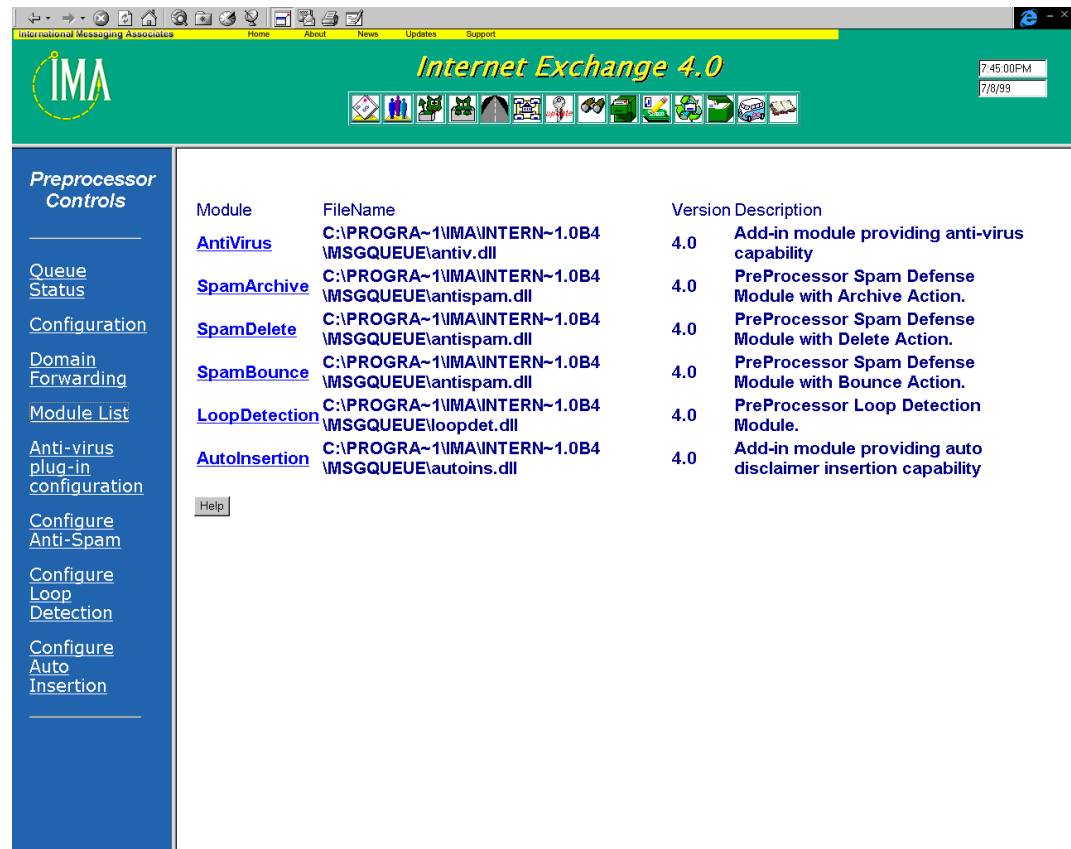 International Messaging Associates Home About News Updates Support
IMA
Internet Exchange 4.0
7:45:00PM
7/8/99
update
Preprocessor
Controls
Queue
Status
Configuration
Domain
Forwarding
Module List
Anti-virus
plug-in
configuration
Configure
Anti-Spam
Configure
Loop
Detection
Configure
Auto
Insertion
Module FileName Version Description
AntiVirus C:\PROGRA~1\IMA\INTERN~1.0B4 4.0 Add-in module providing anti-virus
\MSGQUEUE\antiv.dll capability
SpamArchive C:\PROGRA~1\IMA\INTERN~1.0B4 4.0 PreProcessor Spam Defense
\MSGQUEUE\antispam.dll Module with Archive Action.
SpamDelete C:\PROGRA~1\IMA\INTERN~1.0B4 4.0 PreProcessor Spam Defense
\MSGQUEUE\antispam.dll Module with Delete Action.
SpamBounce C:\PROGRA~1\IMA\INTERN~1.0B4 4.0 PreProcessor Spam Defense
\MSGQUEUE\antispam.dll Module with Bounce Action.
LoopDetection C:\PROGRA~1\IMA\INTERN~1.0B4 4.0 PreProcessor Loop Detection
\MSGQUEUE\loopdet.dll Module.
AutoInsertion C:\PROGRA~1\IMA\INTERN~1.0B4 4.0 Add-in module providing auto
\MSGQUEUE\autoins.dll disclaimer insertion capability
Help